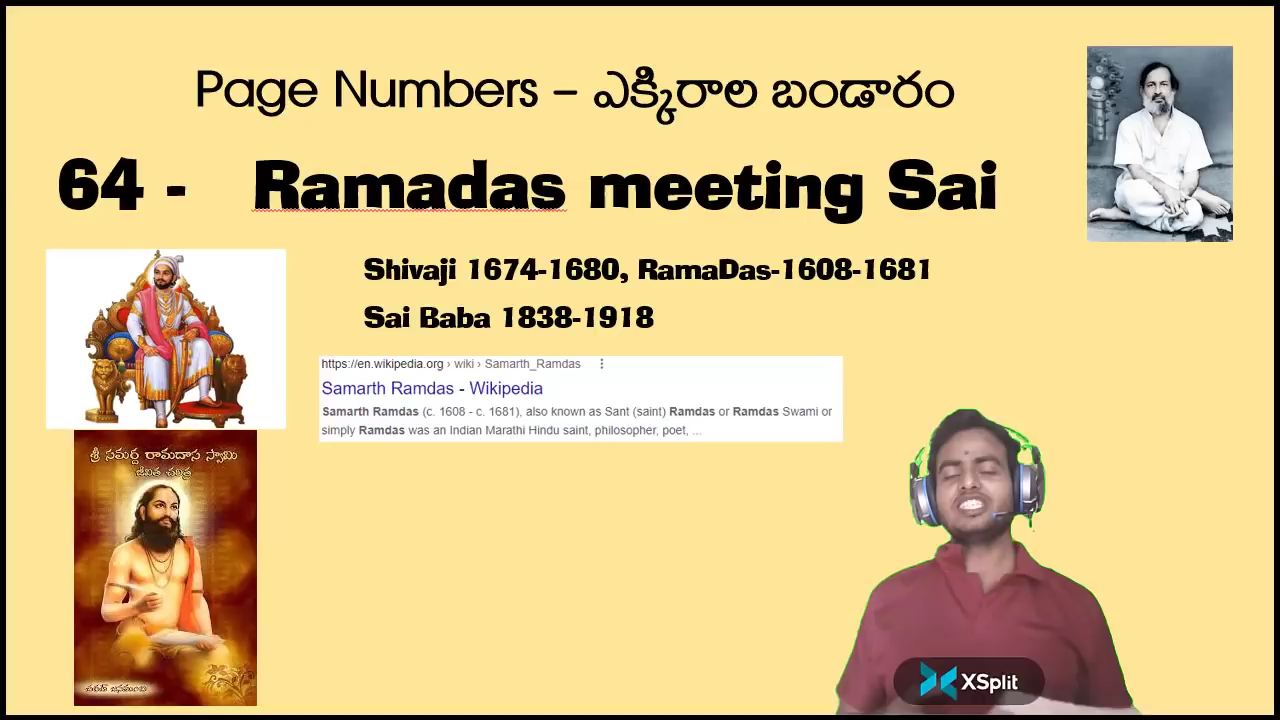 Page Numbers – ఎక్కిరాల బండారం
64 - Ramadas meeting Sai
Shivaji 1674-1680, RamaDas-1608-1681
Sai Baba 1838-1918
https://en.wikipedia.org › wiki › Samarth_Ramdas
Samarth Ramdas - Wikipedia
Samarth Ramdas (c. 1608 - c. 1681), also known as Sant (saint) Ramdas or Ramdas Swami or
simply Ramdas was an Indian Marathi Hindu saint, philosopher, poet, ...
శ్రీ సమర్ధ రామదాస స్వామి
జీవిత చరిత్ర
XSplit